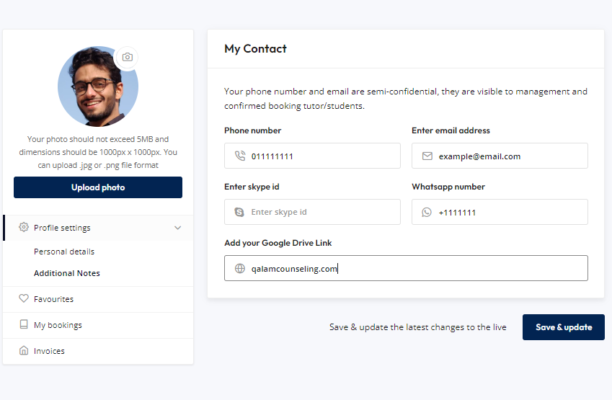 Your photo should not exceed 5MB and
dimensions should be 1000px x 1000px. You
can upload .jpg or .png file format
Upload photo
Profile settings
Personal details
Additional Notes
Favourites
My bookings
Invoices
My Contact
Your phone number and email are semi-confidential, they are visible to management and
confirmed booking tutor/students.
Phone number
Enter email address
011111111
example@email.com
Enter skype id
Whatsapp number
Enter skype id
+1111111
Add your Google Drive Link
qalamcounseling.com
Save & update the latest changes to the live
Save & update